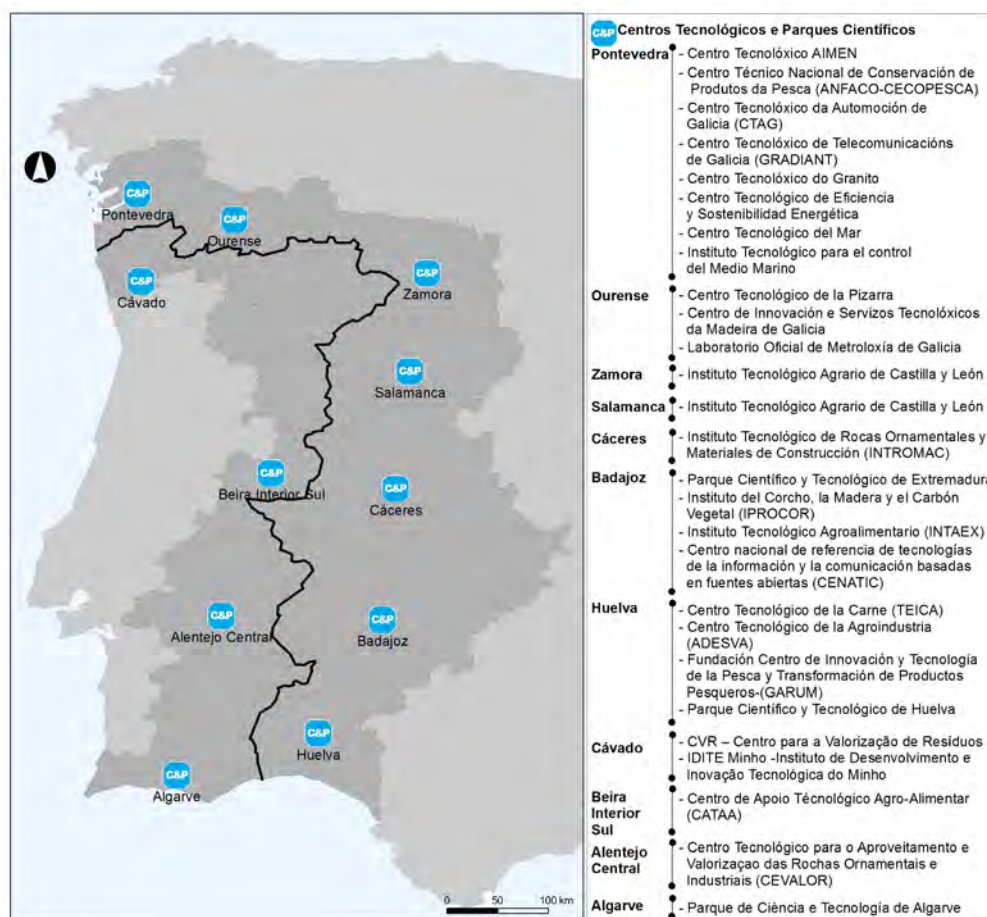 C&P
Pontevedra
C&P
Ourense
C&P
Cávado
C&P
Zamora
C&P
Salamanca
C&P
Beira Interior Sul
C&P
Cáceres
C&P
Alentejo Central
C&P
Badajoz
C&P
Huelva
C&P
Algarve
0 50 100 km
C&P Centros Tecnológicos e Parques Científicos
Pontevedra - Centro Tecnolóxico AIMEN
- Centro Técnico Nacional de Conservación de
Produtos da Pesca (ANFACO-CECOPESCA)
- Centro Tecnolóxico da Automoción de
Galicia (CTAG)
- Centro Tecnolóxico de Telecomunicacións
de Galicia (GRADIANT)
- Centro Tecnolóxico do Granito
- Centro Tecnológico de Eficiencia
y Sostenibilidad Energética
- Centro Tecnológico del Mar
- Instituto Tecnológico para el control
del Medio Marino
Ourense - Centro Tecnológico de la Pizarra
- Centro de Innovación e Servizos Tecnolóxicos
da Madeira de Galicia
- Laboratorio Oficial de Metroloxía de Galicia
Zamora - Instituto Tecnológico Agrario de Castilla y León
Salamanca - Instituto Tecnológico Agrario de Castilla y León
Cáceres - Instituto Tecnológico de Rocas Ornamentales y
Materiales de Construcción (INTROMAC)
Badajoz - Parque Científico y Tecnológico de Extremadura
- Instituto del Corcho, la Madera y el Carbón
Vegetal (IPROCOR)
- Instituto Tecnológico Agroalimentario (INTAEX)
- Centro nacional de referencia de tecnologías
de la información y la comunicación basadas
en fuentes abiertas (CENATIC)
Huelva - Centro Tecnológico de la Carne (TEICA)
- Centro Tecnológico de la Agroindustria
(ADESVA)
- Fundación Centro de Innovación y Tecnología
de la Pesca y Transformación de Productos
Pesqueros-(GARUM)
- Parque Científico y Tecnológico de Huelva
Cávado - CVR – Centro para a Valorização de Resíduos
- IDITE Minho -Instituto de Desenvolvimento e
Inovação Tecnológica do Minho
Beira
Interior
Sul - Centro de Apoio Técnológico Agro-Alimentar
(CATAA)
Alentejo
Central - Centro Tecnológico para o Aproveitamento e
Valorizaçao das Rochas Ornamentais e
Industriais (CEVALOR)
Algarve - Parque de Ciència e Tecnología de Algarve